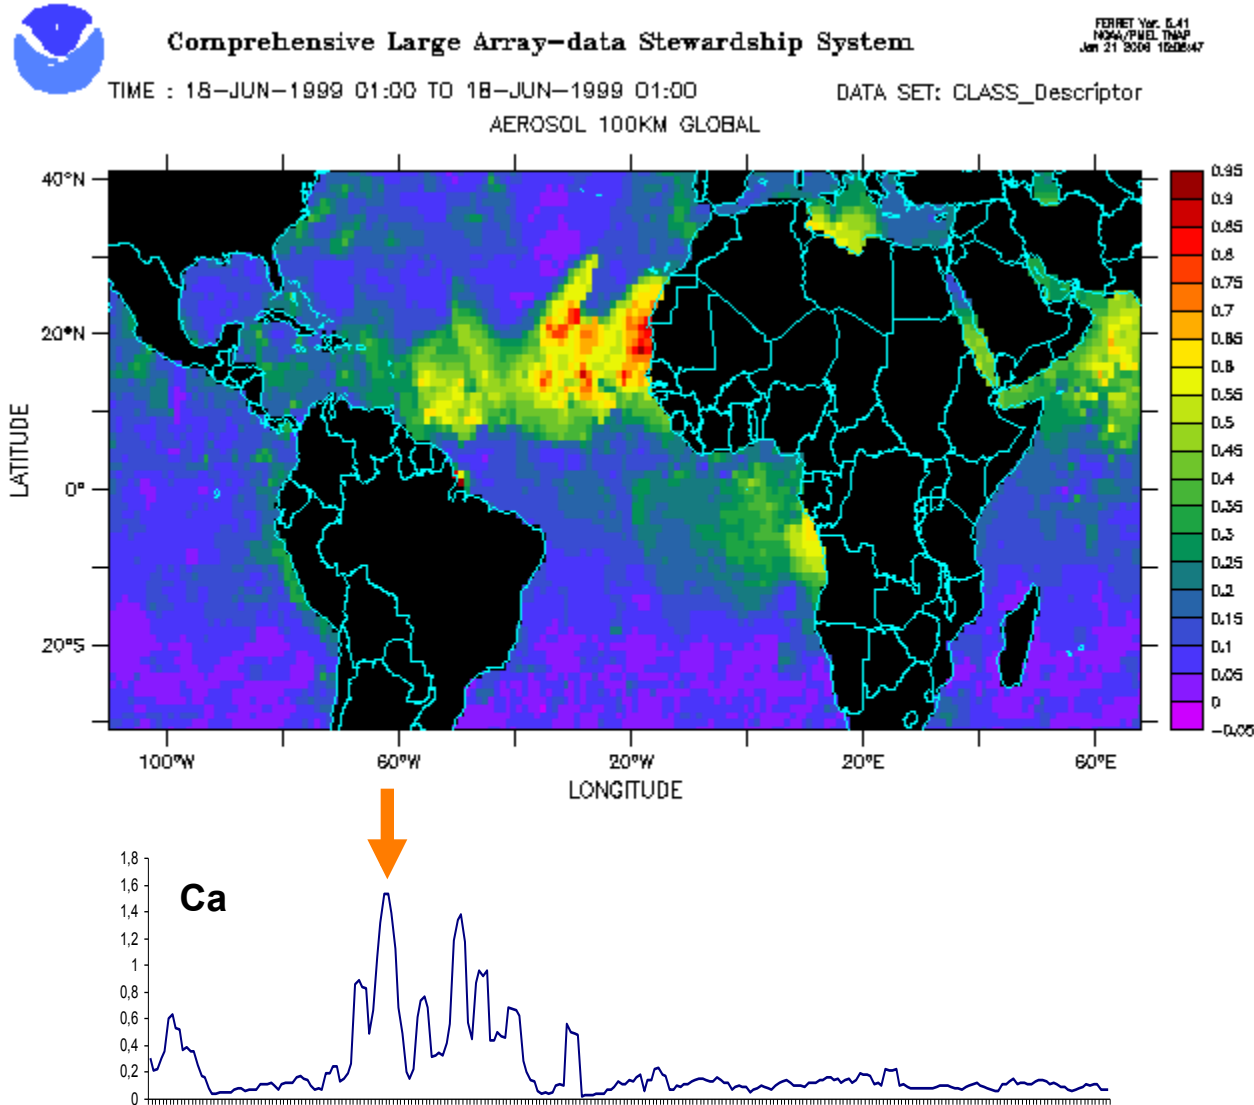 FERRET Ver. 5.41
NOAA/PMEL TMAP
Jan 21 2006 10:06:47
Comprehensive Large Array-data Stewardship System
TIME : 18-JUN-1999 01:00 TO 18-JUN-1999 01:00
DATA SET: CLASS_Descriptor
AEROSOL 100KM GLOBAL
40°N
20°N
0°
20°S
LATITUDE
100°W
60°W
20°W
20°E
60°E
LONGITUDE
0.95
0.9
0.85
0.8
0.75
0.7
0.65
0.6
0.55
0.5
0.45
0.4
0.35
0.3
0.25
0.2
0.15
0.1
0.05
0
-0.05
Ca
1,8
1,6
1,4
1,2
1
0,8
0,6
0,4
0,2
0